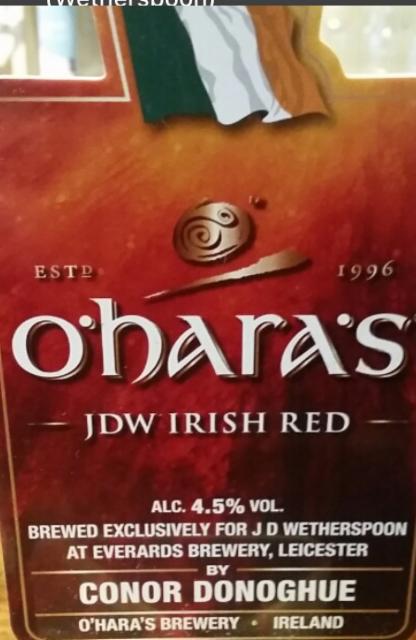 (Wetherspoon)
ESTD 1996
O'HARA'S
JDW IRISH RED
ALC. 4.5% VOL.
BREWED EXCLUSIVELY FOR J D WETHERSPOON
AT EVERARDS BREWERY, LEICESTER
BY
CONOR DONOGHUE
O'HARA'S BREWERY • IRELAND